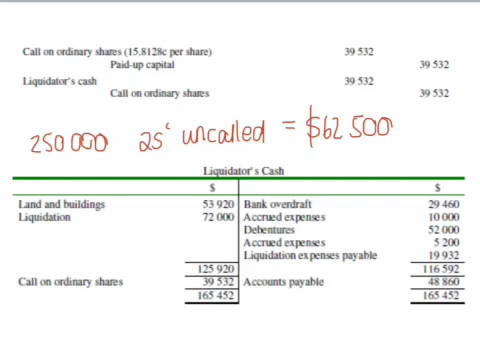 Call on ordinary shares (15.8128c per share) 39 532
Paid-up capital 39 532
Liquidator's cash 39 532
Call on ordinary shares 39 532
250 000 25c uncalled = $62 500
Liquidator's Cash
$ $
Land and buildings 53 920 Bank overdraft 29 460
Liquidation 72 000 Accrued expenses 10 000
Debentures 52 000
Accrued expenses 5 200
Liquidation expenses payable 19 932
125 920 116 592
Call on ordinary shares 39 532 Accounts payable 48 860
165 452 165 452